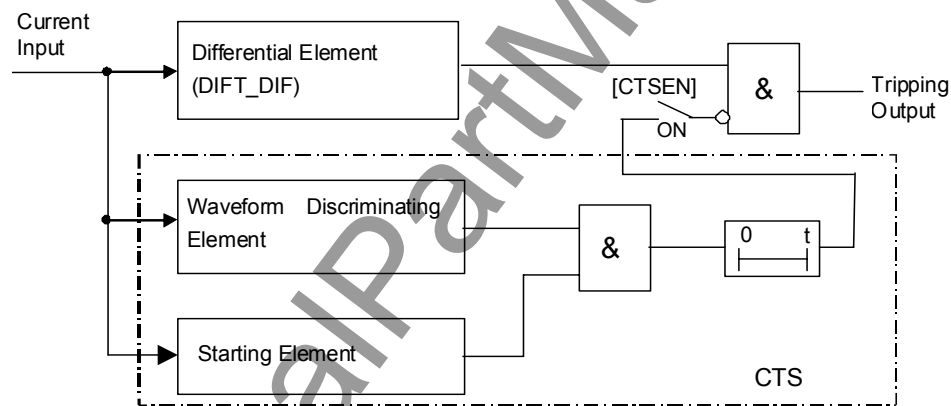 Current
Input
Differential Element
(DIFT_DIF)
[CTSEN]
ON
&
Tripping
Output
Waveform Discriminating
Element
&
0 t
Starting Element
CTS